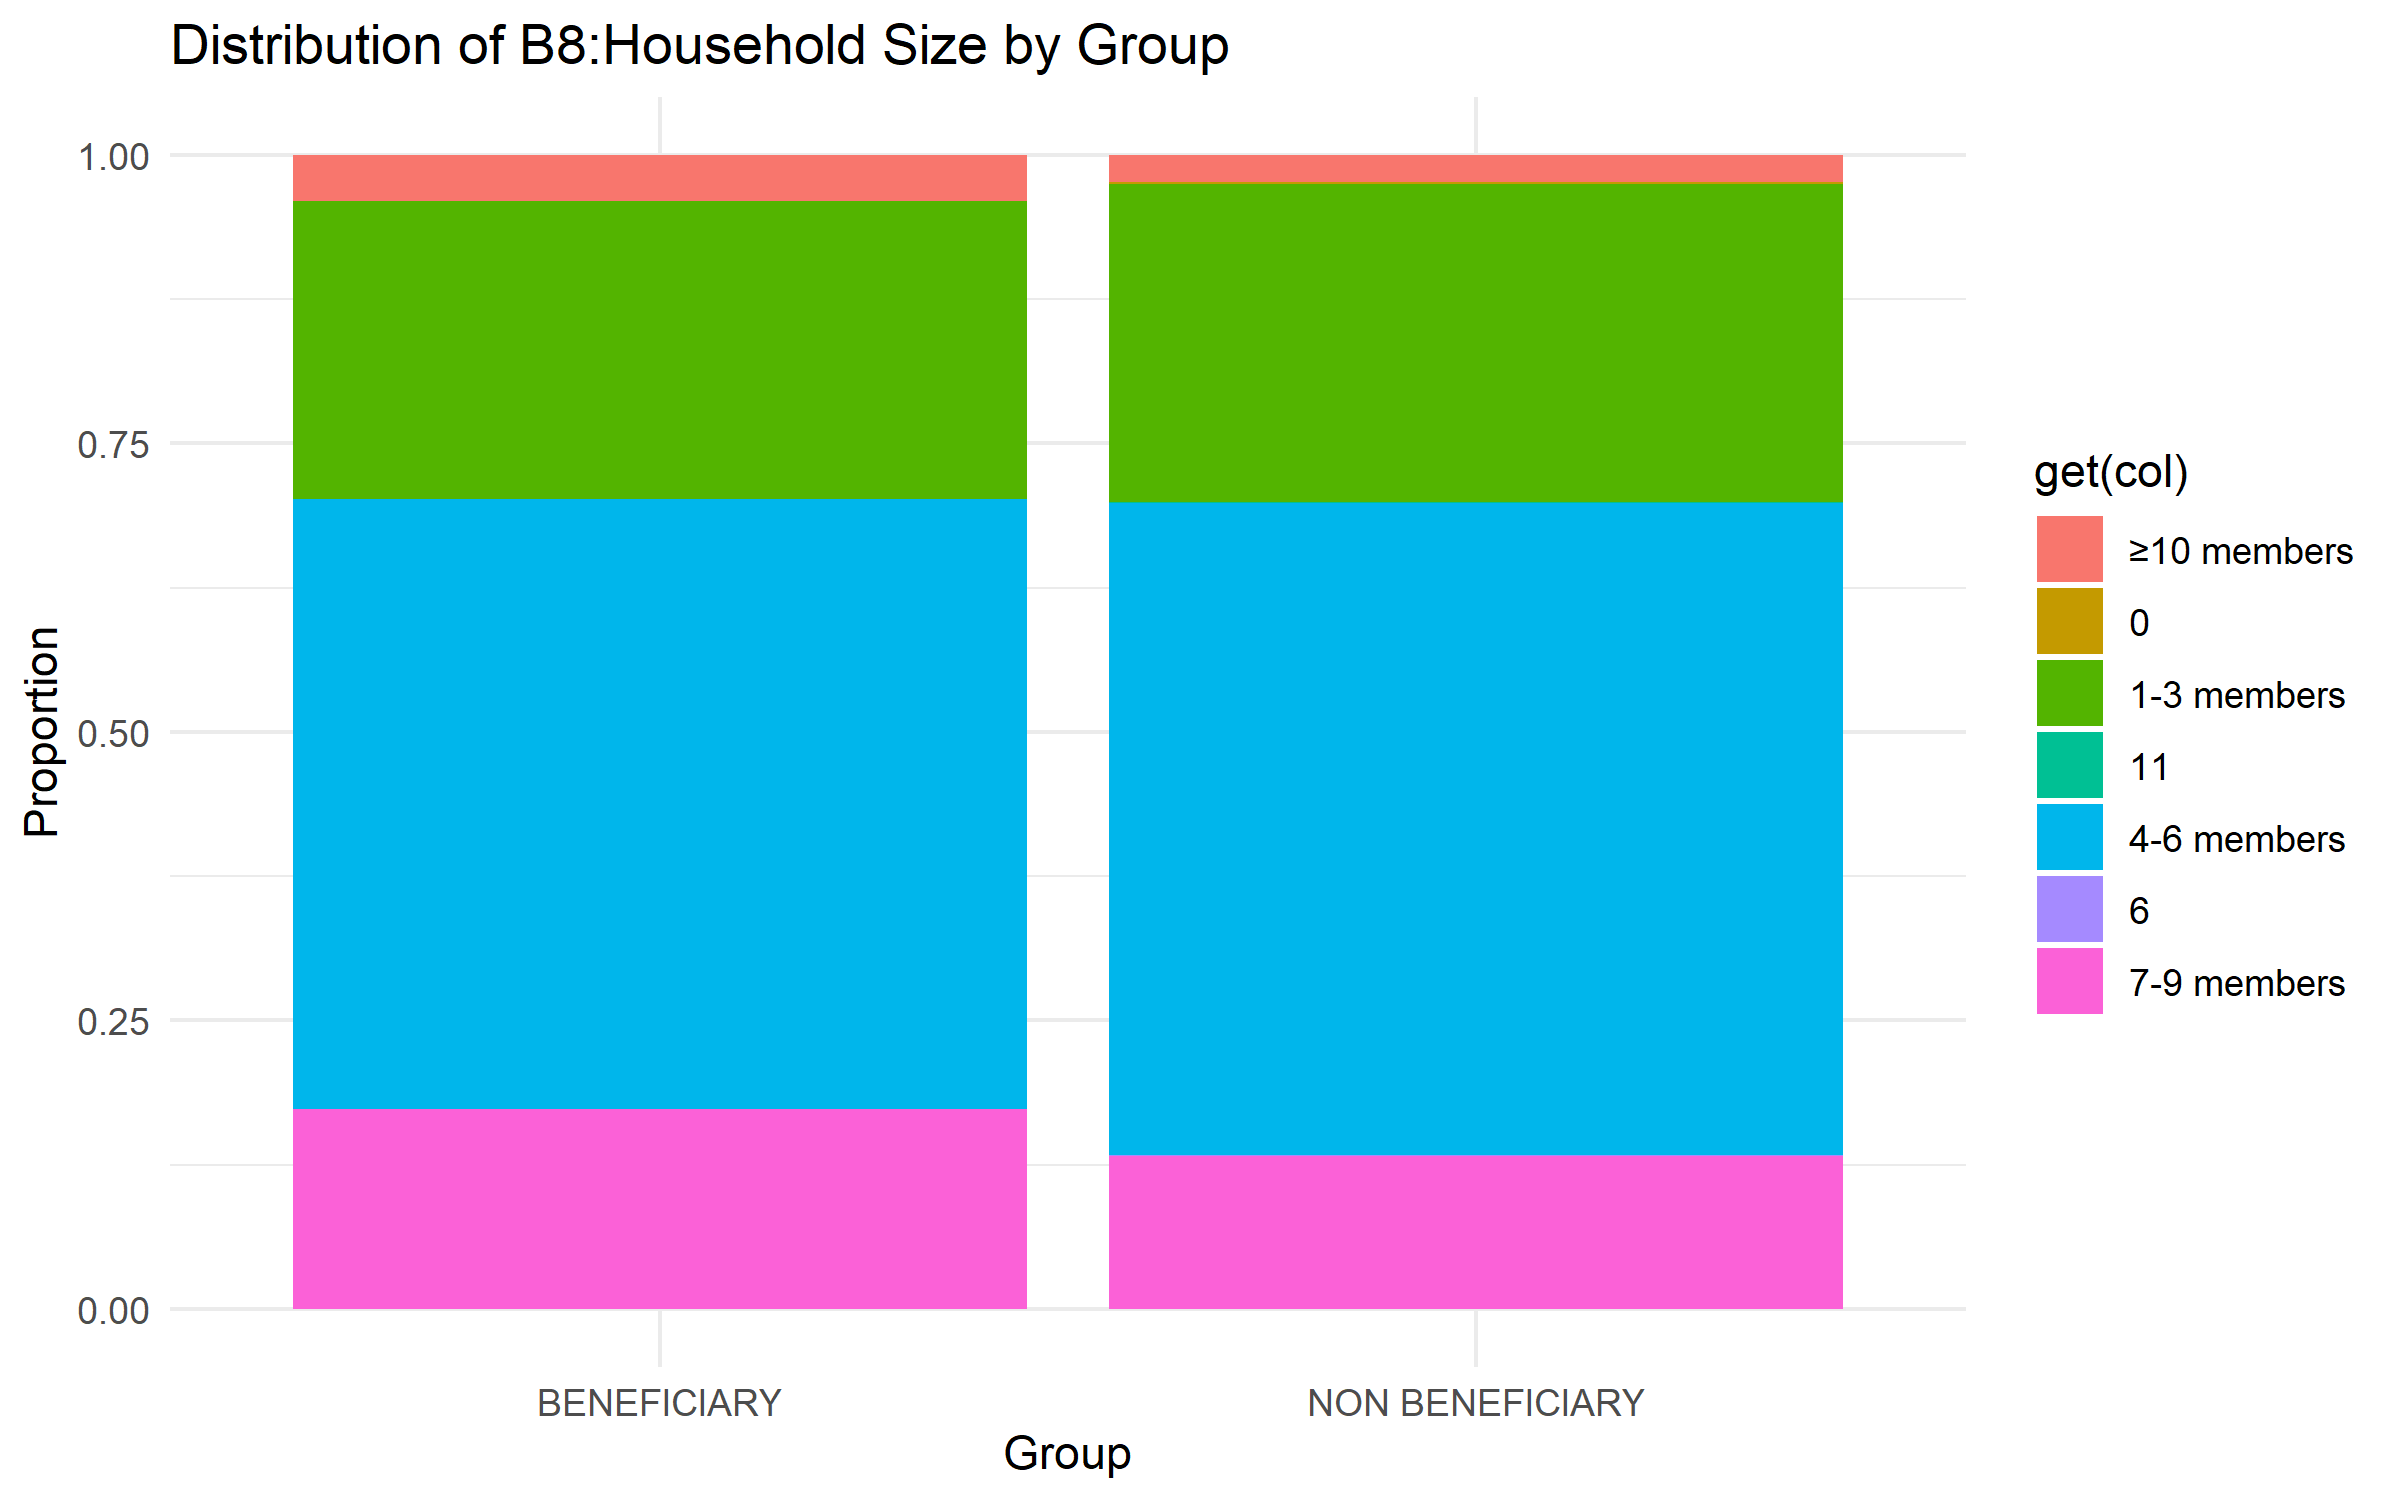 Distribution of B8:Household Size by Group
1.00
0.75
0.50
0.25
0.00
Proportion
BENEFICIARY
NON BENEFICIARY
Group
get(col)
≥10 members
0
1-3 members
11
4-6 members
6
7-9 members